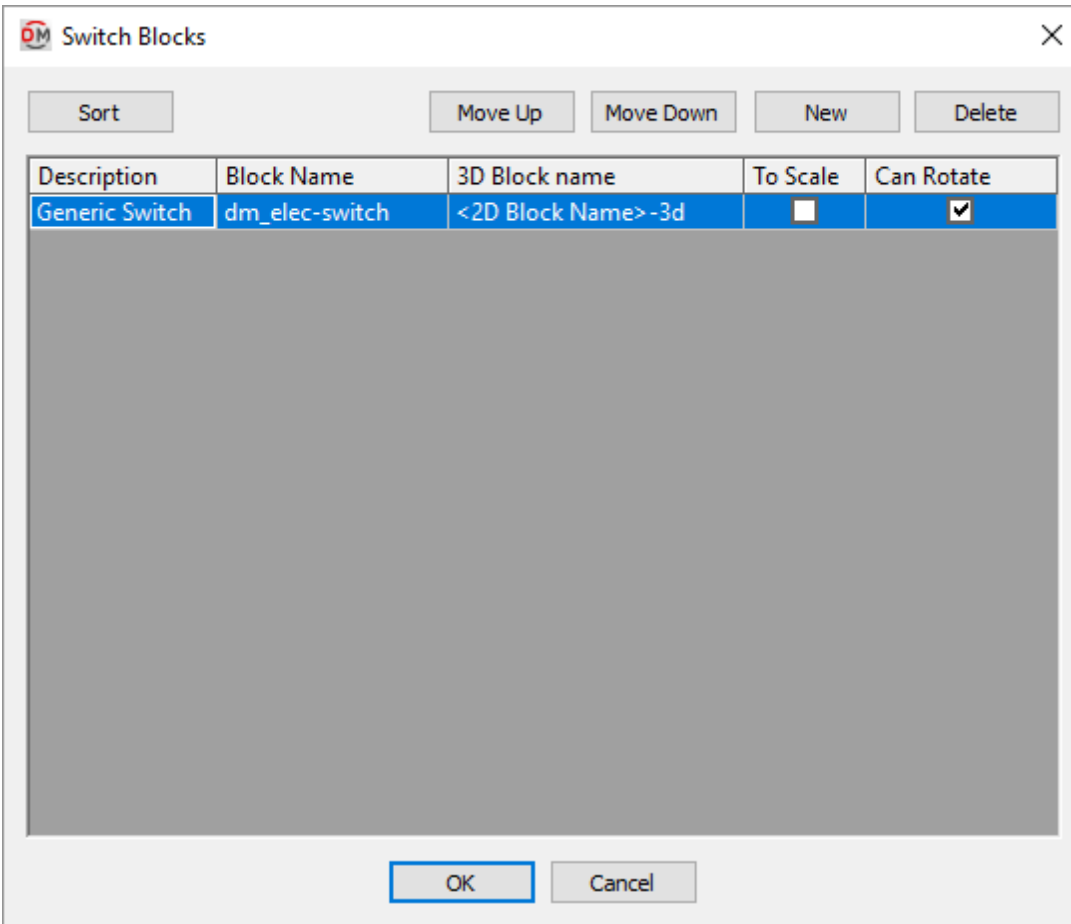 DM Switch Blocks
Sort Move Up Move Down New Delete
Description Block Name 3D Block name To Scale Can Rotate
Generic Switch dm_elec-switch <2D Block Name>-3d
OK Cancel